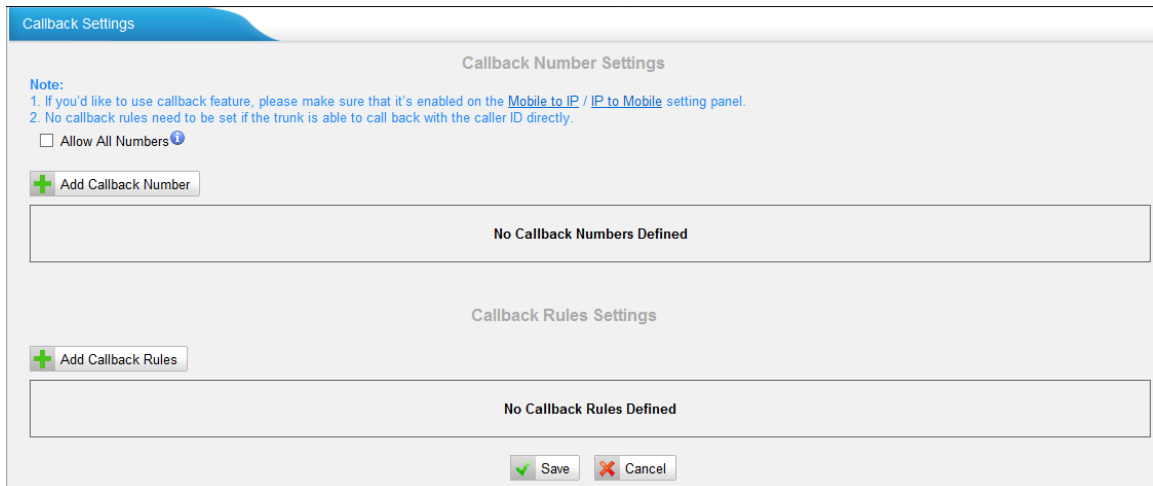 Callback Settings
Callback Number Settings
Note:
1. If you'd like to use callback feature, please make sure that it's enabled on the Mobile to IP / IP to Mobile setting panel.
2. No callback rules need to be set if the trunk is able to call back with the caller ID directly.
Allow All Numbers
Add Callback Number
No Callback Numbers Defined
Callback Rules Settings
Add Callback Rules
No Callback Rules Defined
Save Cancel